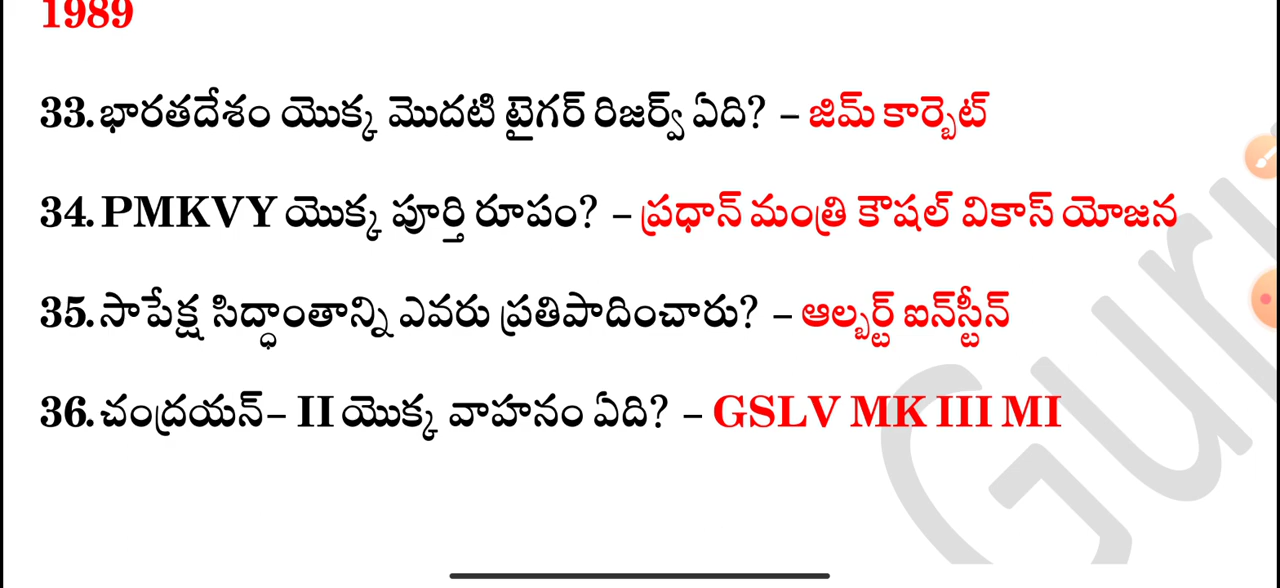 1989
33. భారతదేశం యొక్క మొదటి టైగర్ రిజర్వ్ ఏది? – జిమ్ కార్బెట్
34. PMKVY యొక్క పూర్తి రూపం? – ప్రధాన్ మంత్రి కౌషల్ వికాస్ యోజన
35. సాపేక్ష సిద్ధాంతాన్ని ఎవరు ప్రతిపాదించారు? – ఆల్బర్ట్ ఐన్‌స్టీన్
36. చంద్రయన్– II యొక్క వాహనం ఏది? – GSLV MK III MI